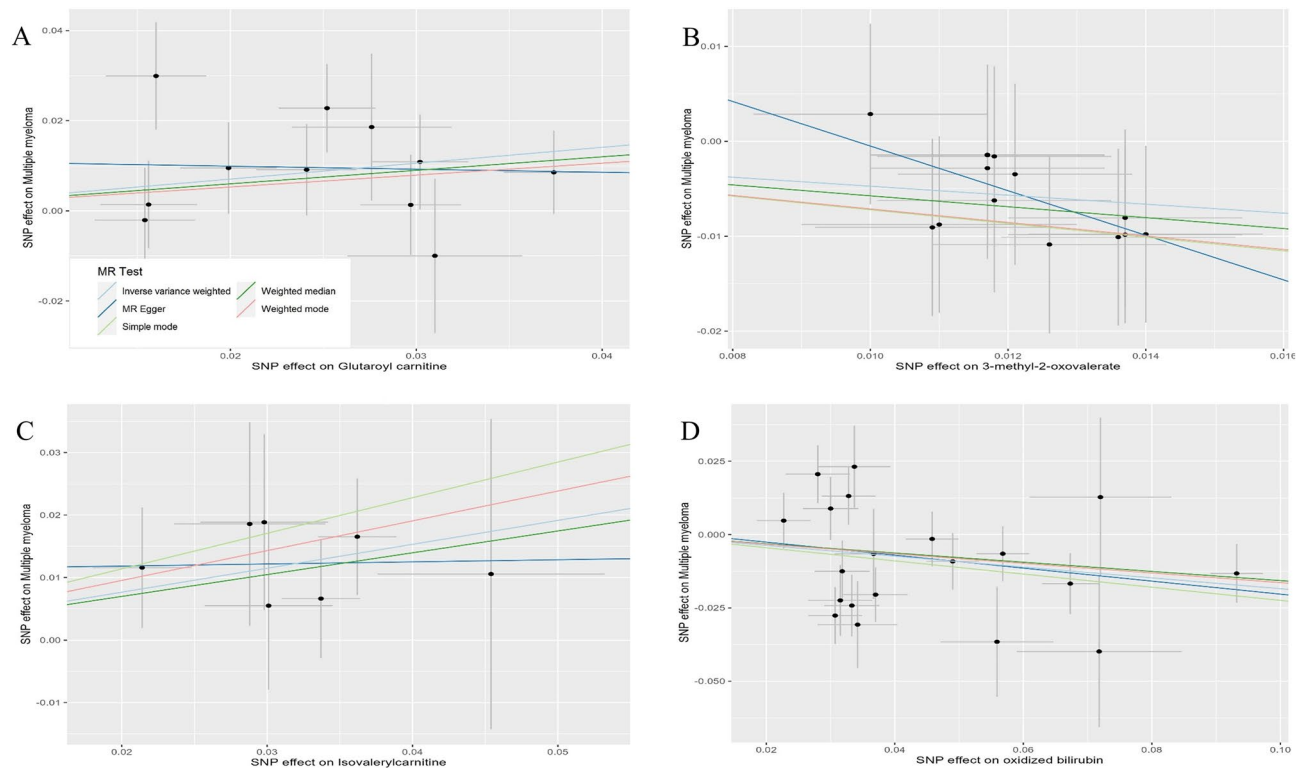 A
SNP effect on Multiple myeloma
0.04
0.02
0.00
-0.02
MR Test
Inverse variance weighted
Weighted median
MR Egger
Weighted mode
Simple mode
0.02 0.03 0.04
SNP effect on Glutaroyl carnitine
B
SNP effect on Multiple myeloma
0.01
0.00
-0.01
-0.02
0.008 0.010 0.012 0.014 0.016
SNP effect on 3-methyl-2-oxovalerate
C
SNP effect on Multiple myeloma
0.03
0.02
0.01
0.00
-0.01
0.02 0.03 0.04 0.05
SNP effect on Isovalerylcarnitine
D
SNP effect on Multiple myeloma
0.025
0.000
-0.025
-0.050
0.02 0.04 0.06 0.08 0.10
SNP effect on oxidized bilirubin